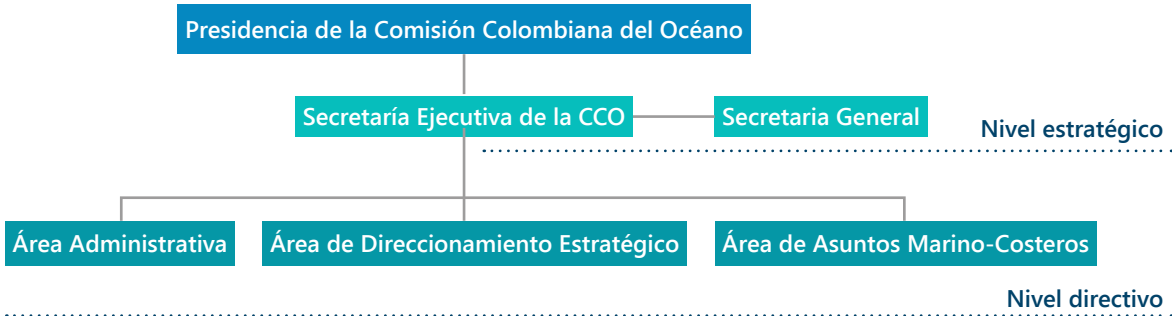 Presidencia de la Comisión Colombiana del Océano
Secretaría Ejecutiva de la CCO
Secretaria General
Nivel estratégico
Área Administrativa
Área de Direccionamiento Estratégico
Área de Asuntos Marino-Costeros
Nivel directivo